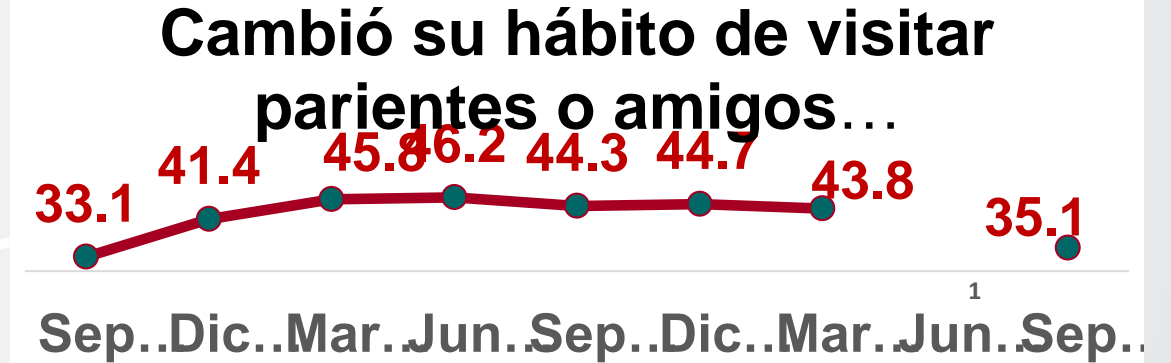 Cambió su hábito de visitar
parientes o amigos…
33.1 41.4 45.8 46.2 44.3 44.7 43.8 35.1
1
Sep.. Dic.. Mar.. Jun.. Sep.. Dic.. Mar.. Jun.. Sep..